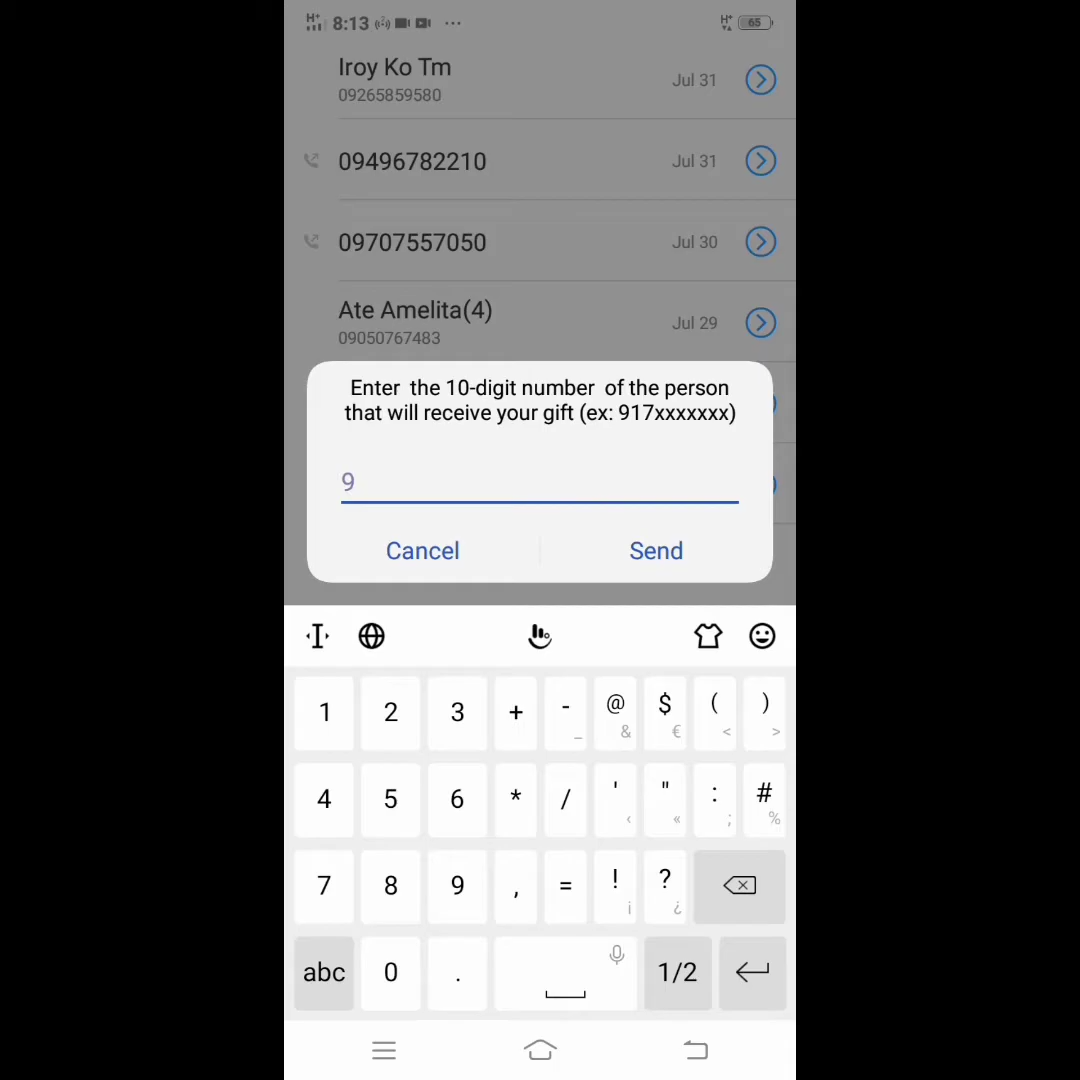 H+ 8:13 ... H+ 65
Iroy Ko Tm
Jul 31
09265859580
09496782210 Jul 31
09707557050 Jul 30
Ate Amelita(4)
Jul 29
09050767483
Enter the 10-digit number of the person
that will receive your gift (ex: 917xxxxxxx)
9
Cancel Send
1 2 3 + - _ @ & $ € ( < ) >
4 5 6 * / ' ‹ " « : ; # %
7 8 9 , = ! ¡ ? ¿
abc 0 . 1/2